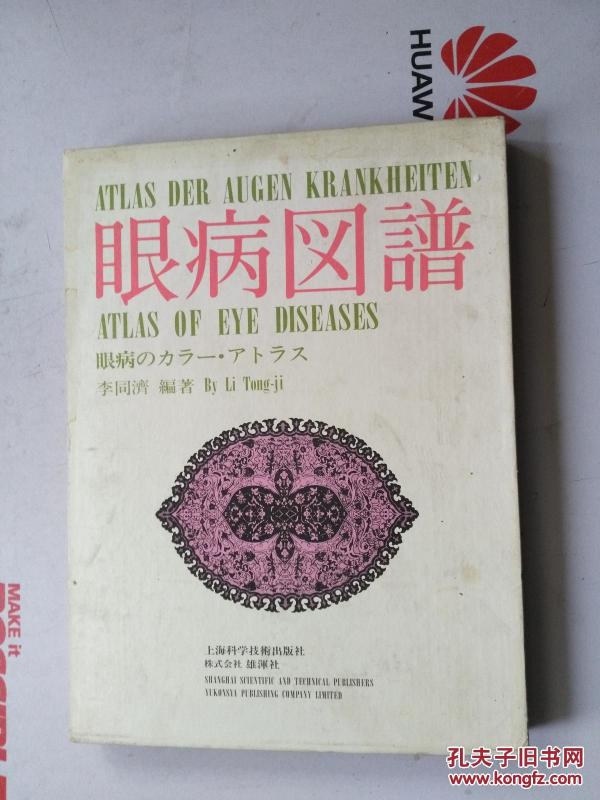 HUAW
ATLAS DER AUGEN KRANKHEITEN
眼病図譜
ATLAS OF EYE DISEASES
眼病のカラー・アトラス
李同濟 編著 By Li Tong-ji
上海科学技術出版社
株式会社 雄渾社
SHANGHAI SCIENTIFIC AND TECHNICAL PUBLISHERS
YUKONSYA PUBLISHING COMPANY LIMITED
MAKE it
孔夫子旧书网
www.kongfz.com